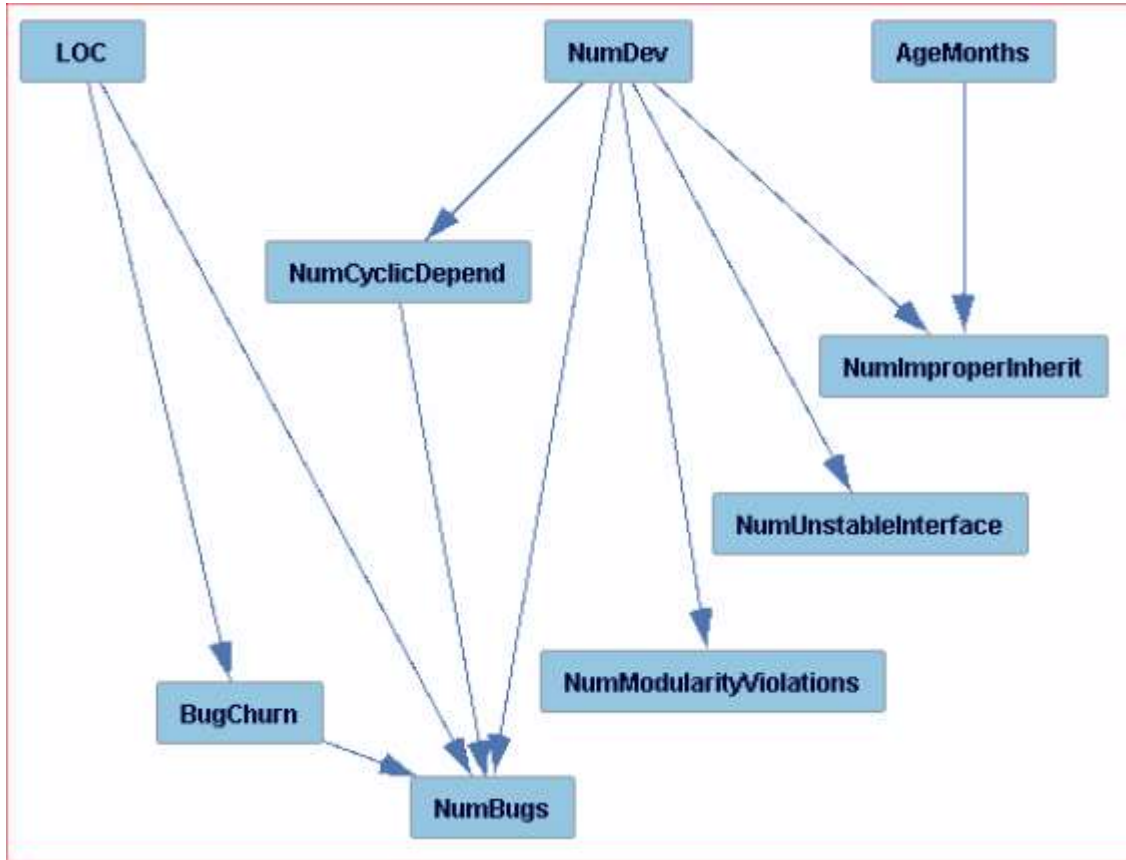 LOC
NumDev
AgeMonths
NumCyclicDepend
NumImproperInherit
NumUnstableInterface
NumModularityViolations
BugChurn
NumBugs